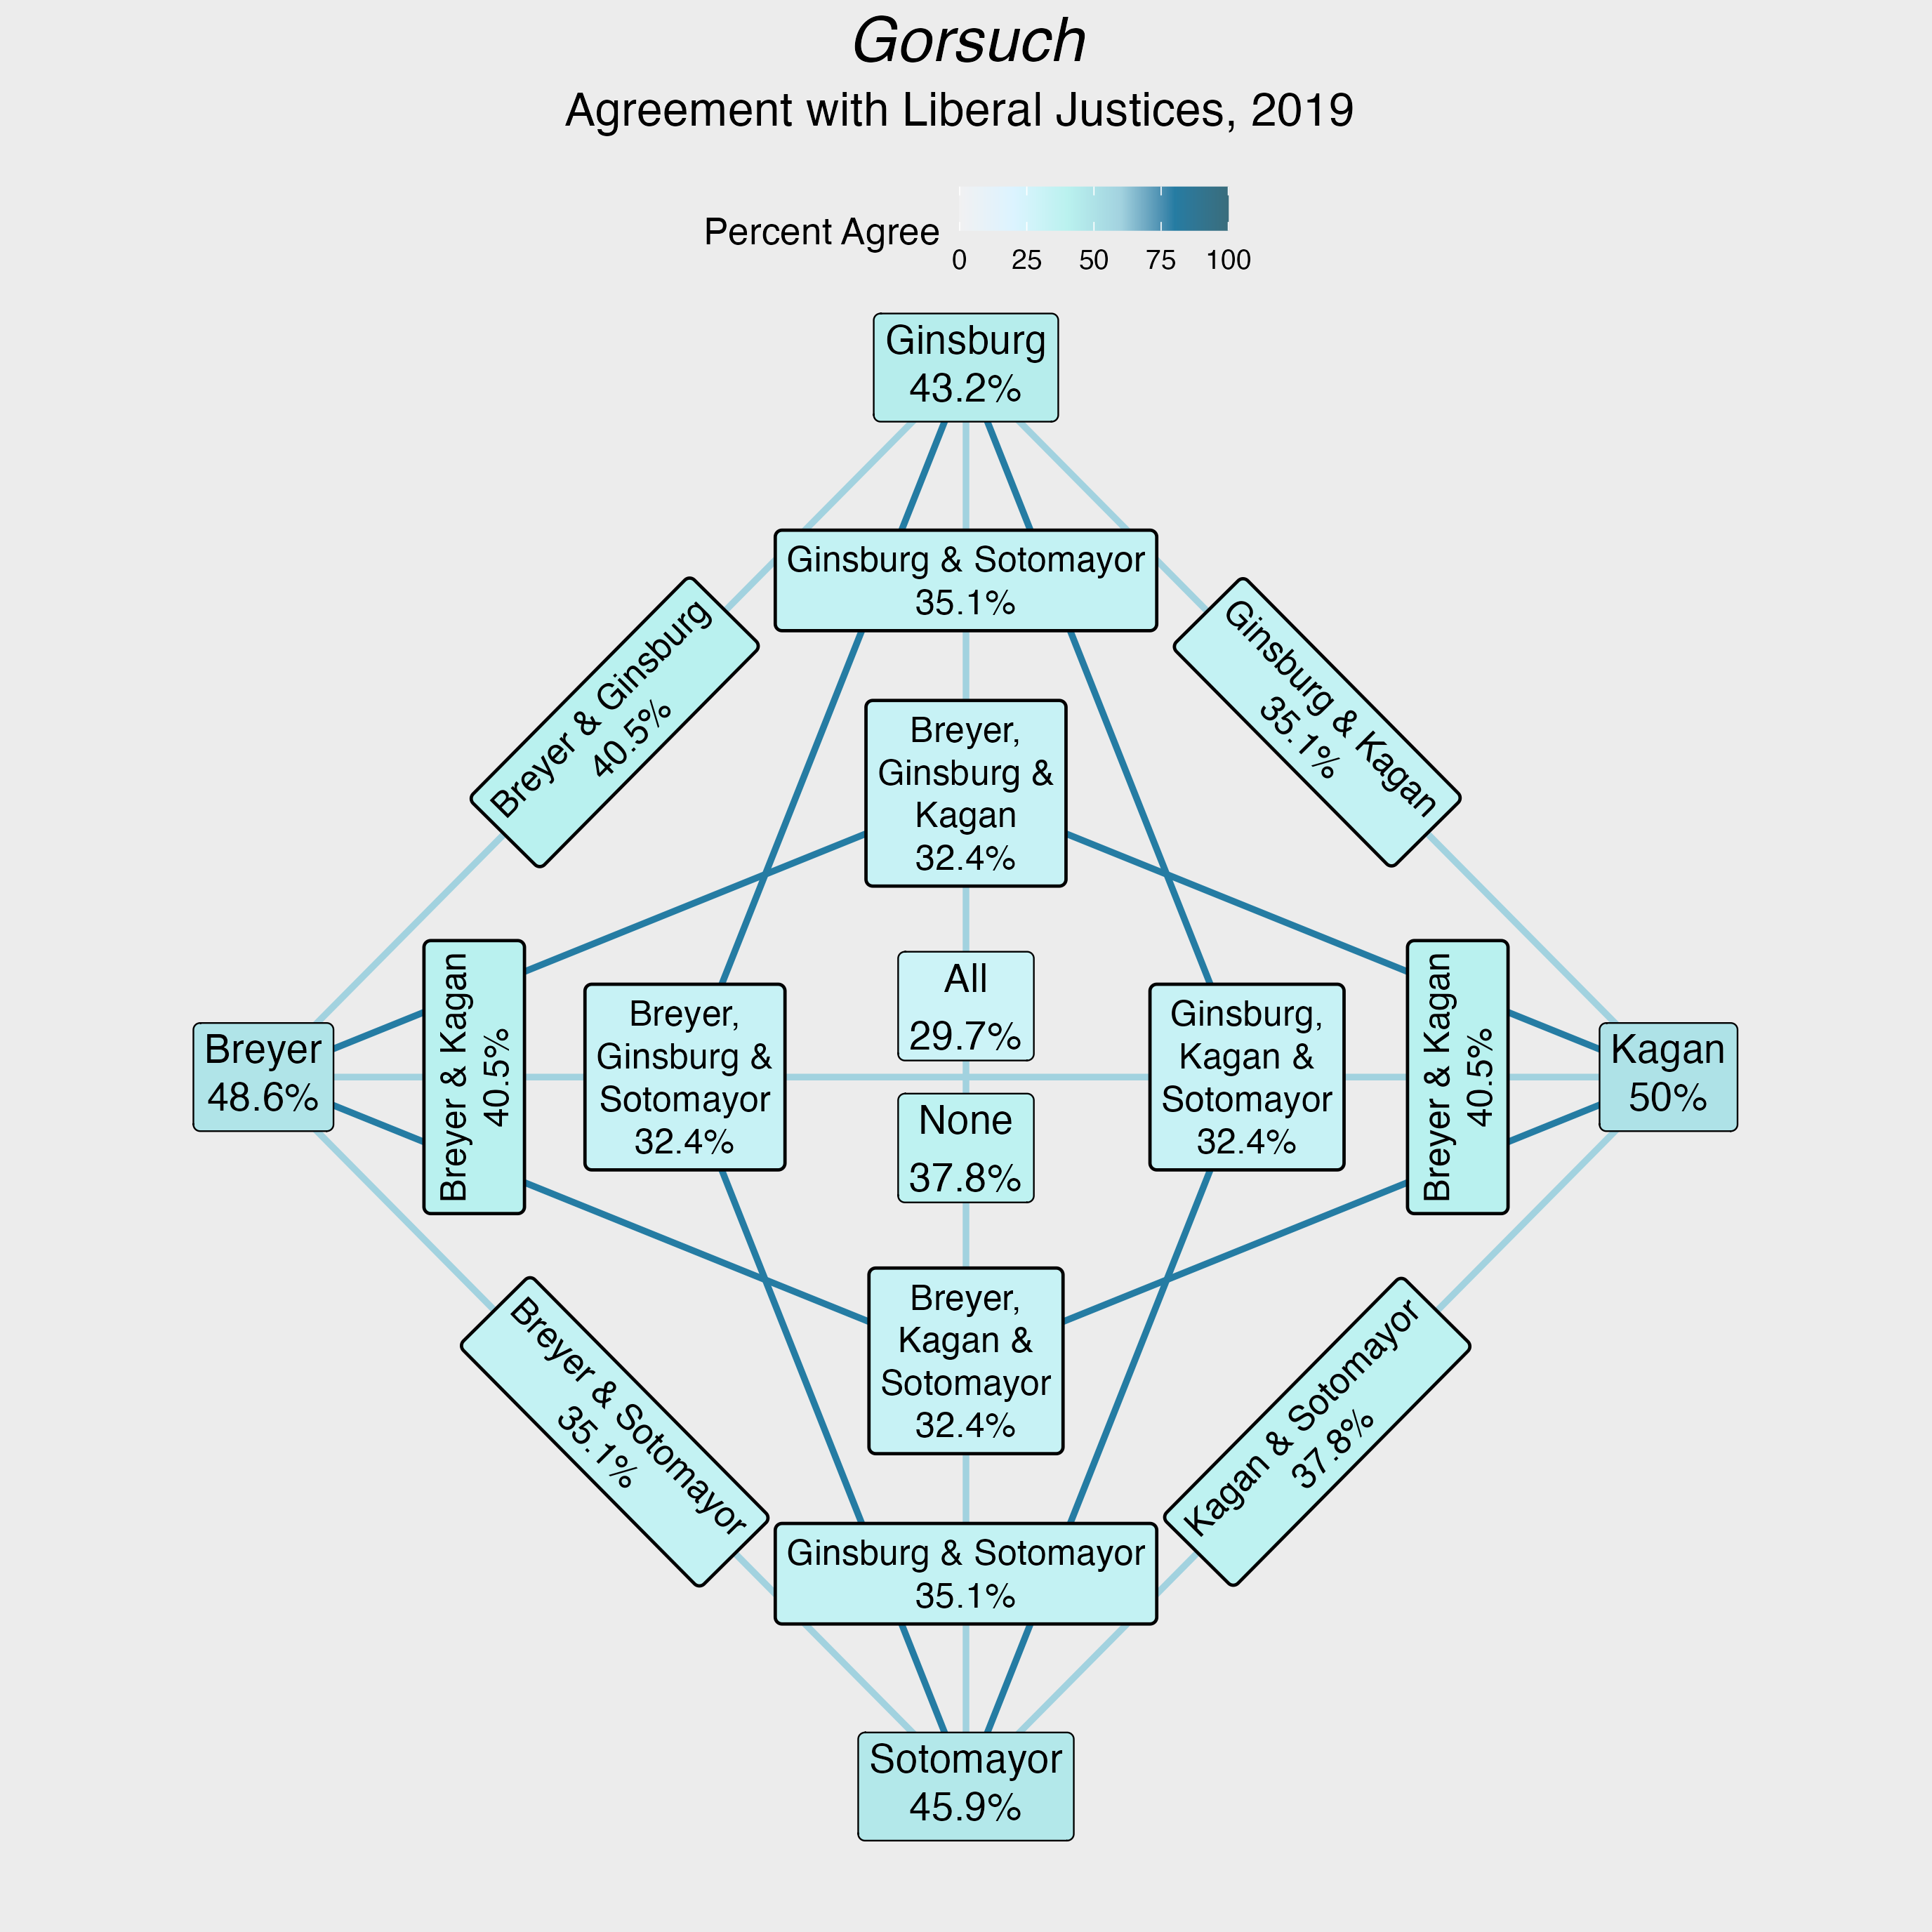 Gorsuch
Agreement with Liberal Justices, 2019
Percent Agree
0 25 50 75 100
Ginsburg
43.2%
Ginsburg & Sotomayor
35.1%
Breyer & Ginsburg
40.5%
Ginsburg & Kagan
35.1%
Breyer,
Ginsburg &
Kagan
32.4%
Breyer
48.6%
Breyer & Kagan
40.5%
Breyer,
Ginsburg &
Sotomayor
32.4%
All
29.7%
None
37.8%
Ginsburg,
Kagan &
Sotomayor
32.4%
Breyer & Kagan
40.5%
Kagan
50%
Breyer,
Kagan &
Sotomayor
32.4%
Breyer & Sotomayor
35.1%
Kagan & Sotomayor
37.8%
Ginsburg & Sotomayor
35.1%
Sotomayor
45.9%